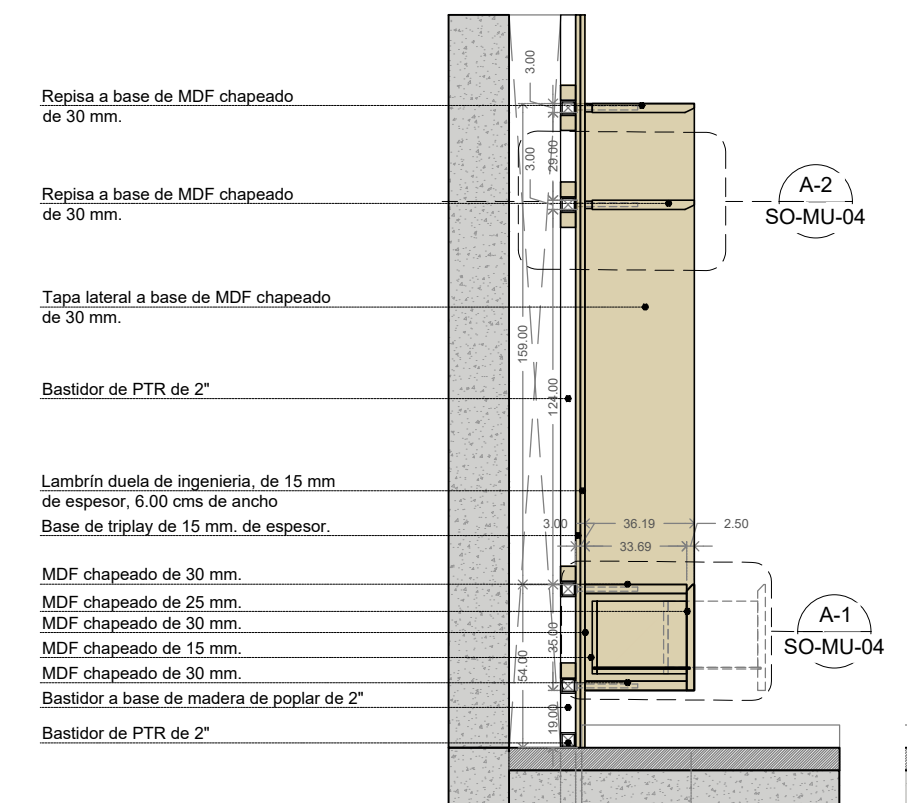 Repisa a base de MDF chapeado
de 30 mm.
Repisa a base de MDF chapeado
de 30 mm.
Tapa lateral a base de MDF chapeado
de 30 mm.
Bastidor de PTR de 2"
Lambrín duela de ingenieria, de 15 mm
de espesor, 6.00 cms de ancho
Base de triplay de 15 mm. de espesor.
MDF chapeado de 30 mm.
MDF chapeado de 25 mm.
MDF chapeado de 30 mm.
MDF chapeado de 15 mm.
MDF chapeado de 30 mm.
Bastidor a base de madera de poplar de 2"
Bastidor de PTR de 2"
3.00
3.00
29.00
159.00
124.00
3.00
36.19
2.50
33.69
35.00
54.00
19.00
A-2
SO-MU-04
A-1
SO-MU-04